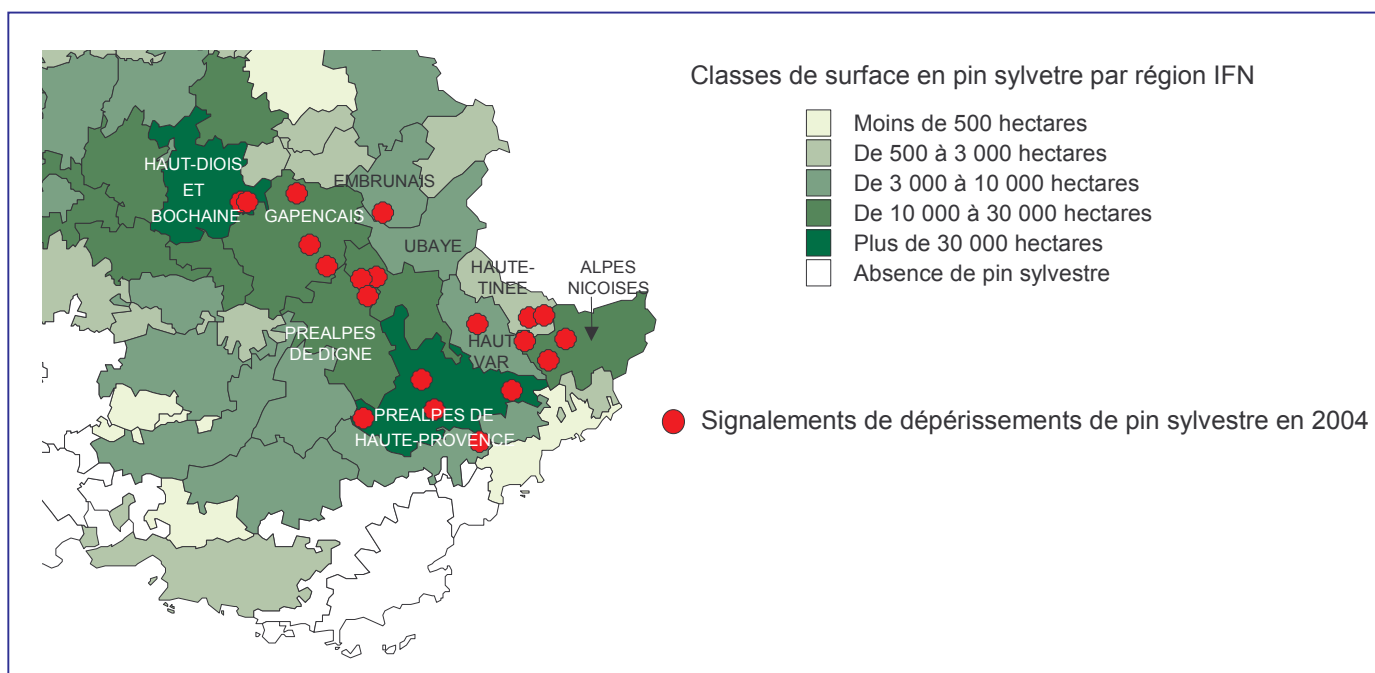 Classes de surface en pin sylvetre par région IFN
Moins de 500 hectares
De 500 à 3 000 hectares
De 3 000 à 10 000 hectares
De 10 000 à 30 000 hectares
Plus de 30 000 hectares
Absence de pin sylvestre
HAUT-DIOIS
ET
BOCHAINE
EMBRUNAIS
GAPENCAIS
UBAYE
HAUTE-
TINEE
ALPES
NICOISES
PREALPES
DE DIGNE
HAUT
VAR
PREALPES DE
HAUTE-PROVENCE
Signalements de dépérissements de pin sylvestre en 2004